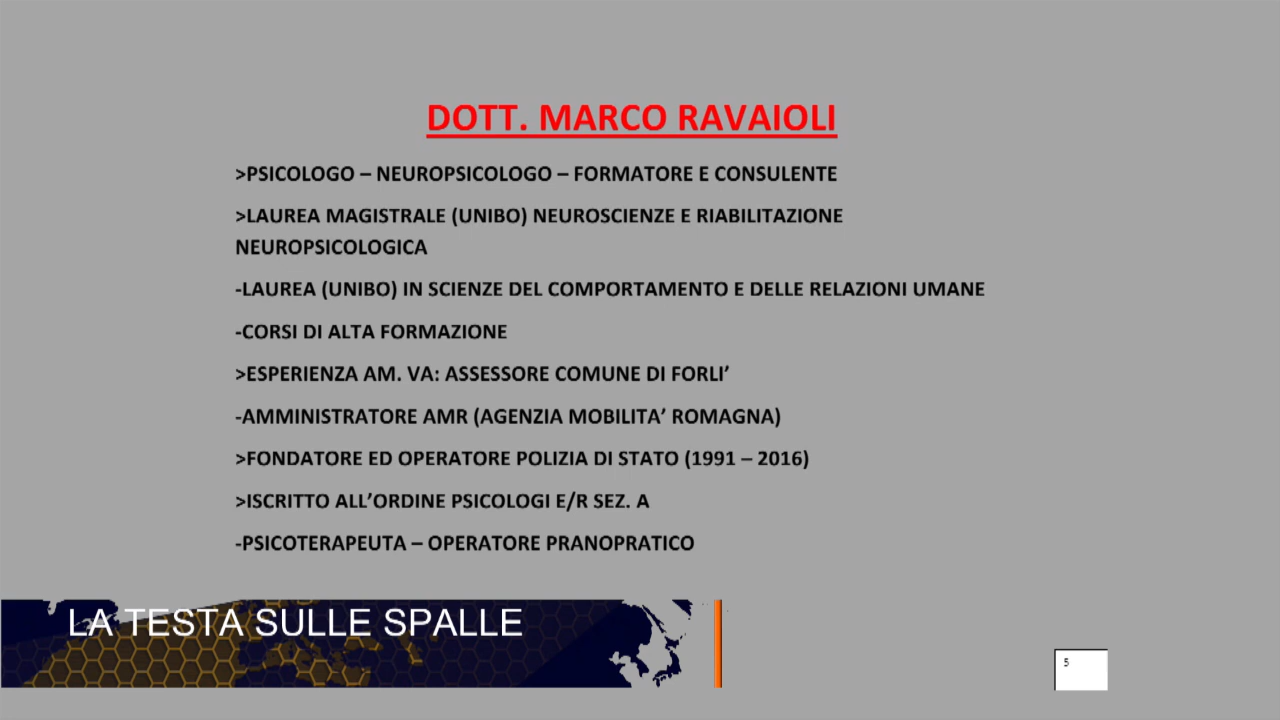 DOTT. MARCO RAVAIOLI
>PSICOLOGO – NEUROPSICOLOGO – FORMATORE E CONSULENTE
>LAUREA MAGISTRALE (UNIBO) NEUROSCIENZE E RIABILITAZIONE
NEUROPSICOLOGICA
-LAUREA (UNIBO) IN SCIENZE DEL COMPORTAMENTO E DELLE RELAZIONI UMANE
-CORSI DI ALTA FORMAZIONE
>ESPERIENZA AM. VA: ASSESSORE COMUNE DI FORLI’
-AMMINISTRATORE AMR (AGENZIA MOBILITA’ ROMAGNA)
>FONDATORE ED OPERATORE POLIZIA DI STATO (1991 – 2016)
>ISCRITTO ALL’ORDINE PSICOLOGI E/R SEZ. A
-PSICOTERAPEUTA – OPERATORE PRANOPRATICO
LA TESTA SULLE SPALLE
5